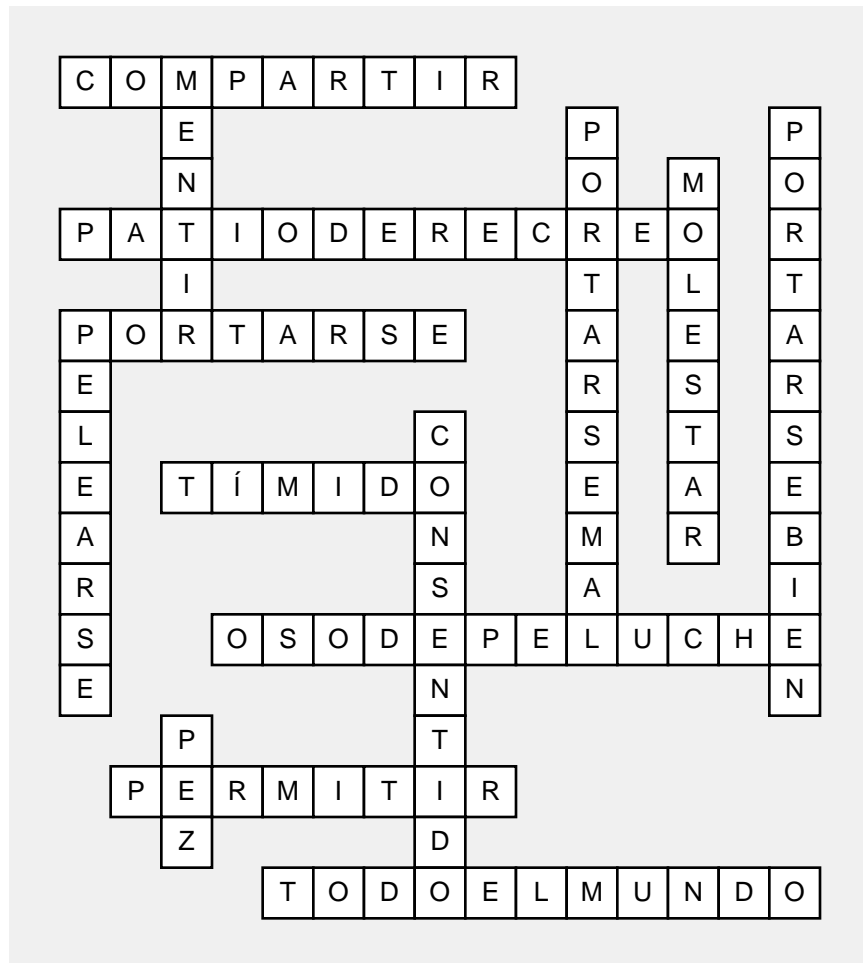 COMPARTIR
MENTIR
PORTARSEMAL
PORTARSEBIEN
MOLESTAR
PATIODERECREO
PORTARSE
PELEARSE
CONSENTIDO
TÍMIDO
OSODEPELUCHE
PEZ
PERMITIR
TODOELMUNDO